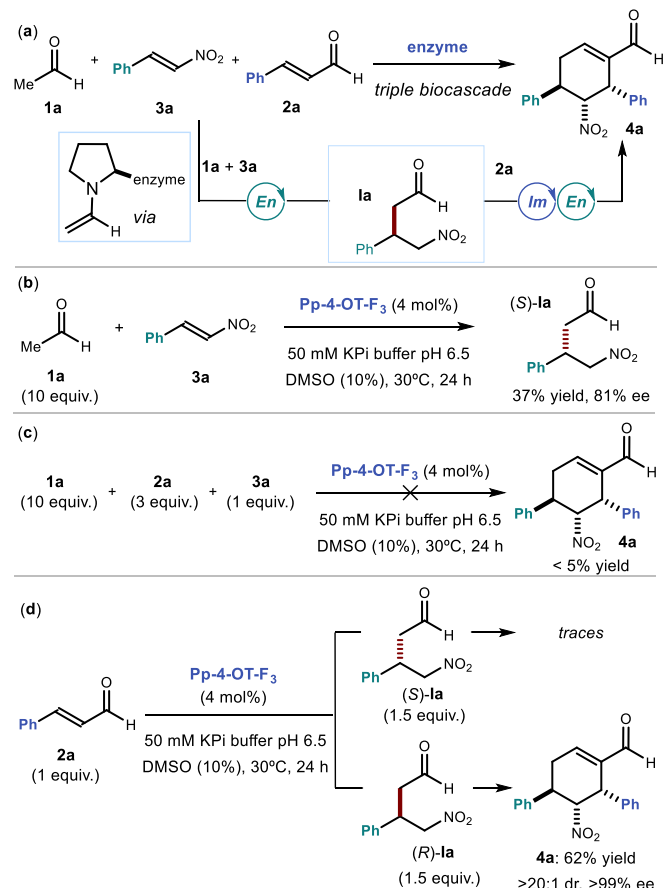 (a)
O
Me H
1a
+
Ph NO2
3a
+
O
Ph H
2a
enzyme
triple biocascade
O
H
Ph Ph
NO2 4a
N enzyme
H via
1a + 3a
En
Ia
O
H
Ph NO2
2a
Im En
(b)
O
Me H
1a
(10 equiv.)
+
Ph NO2
3a
Pp-4-OT-F3 (4 mol%)
50 mM KPi buffer pH 6.5
DMSO (10%), 30ºC, 24 h
(S)-Ia
O
H
Ph NO2
37% yield, 81% ee
(c)
1a + 2a + 3a
(10 equiv.) (3 equiv.) (1 equiv.)
Pp-4-OT-F3 (4 mol%)
50 mM KPi buffer pH 6.5
DMSO (10%), 30ºC, 24 h
O
H
Ph Ph
NO2 4a
< 5% yield
(d)
O
Ph H
2a
(1 equiv.)
Pp-4-OT-F3
(4 mol%)
50 mM KPi buffer pH 6.5
DMSO (10%), 30ºC, 24 h
O
H
Ph NO2
(S)-Ia
(1.5 equiv.)
traces
O
H
Ph NO2
(R)-Ia
(1.5 equiv.)
O
H
Ph Ph
NO2
4a: 62% yield
>20:1 dr, >99% ee